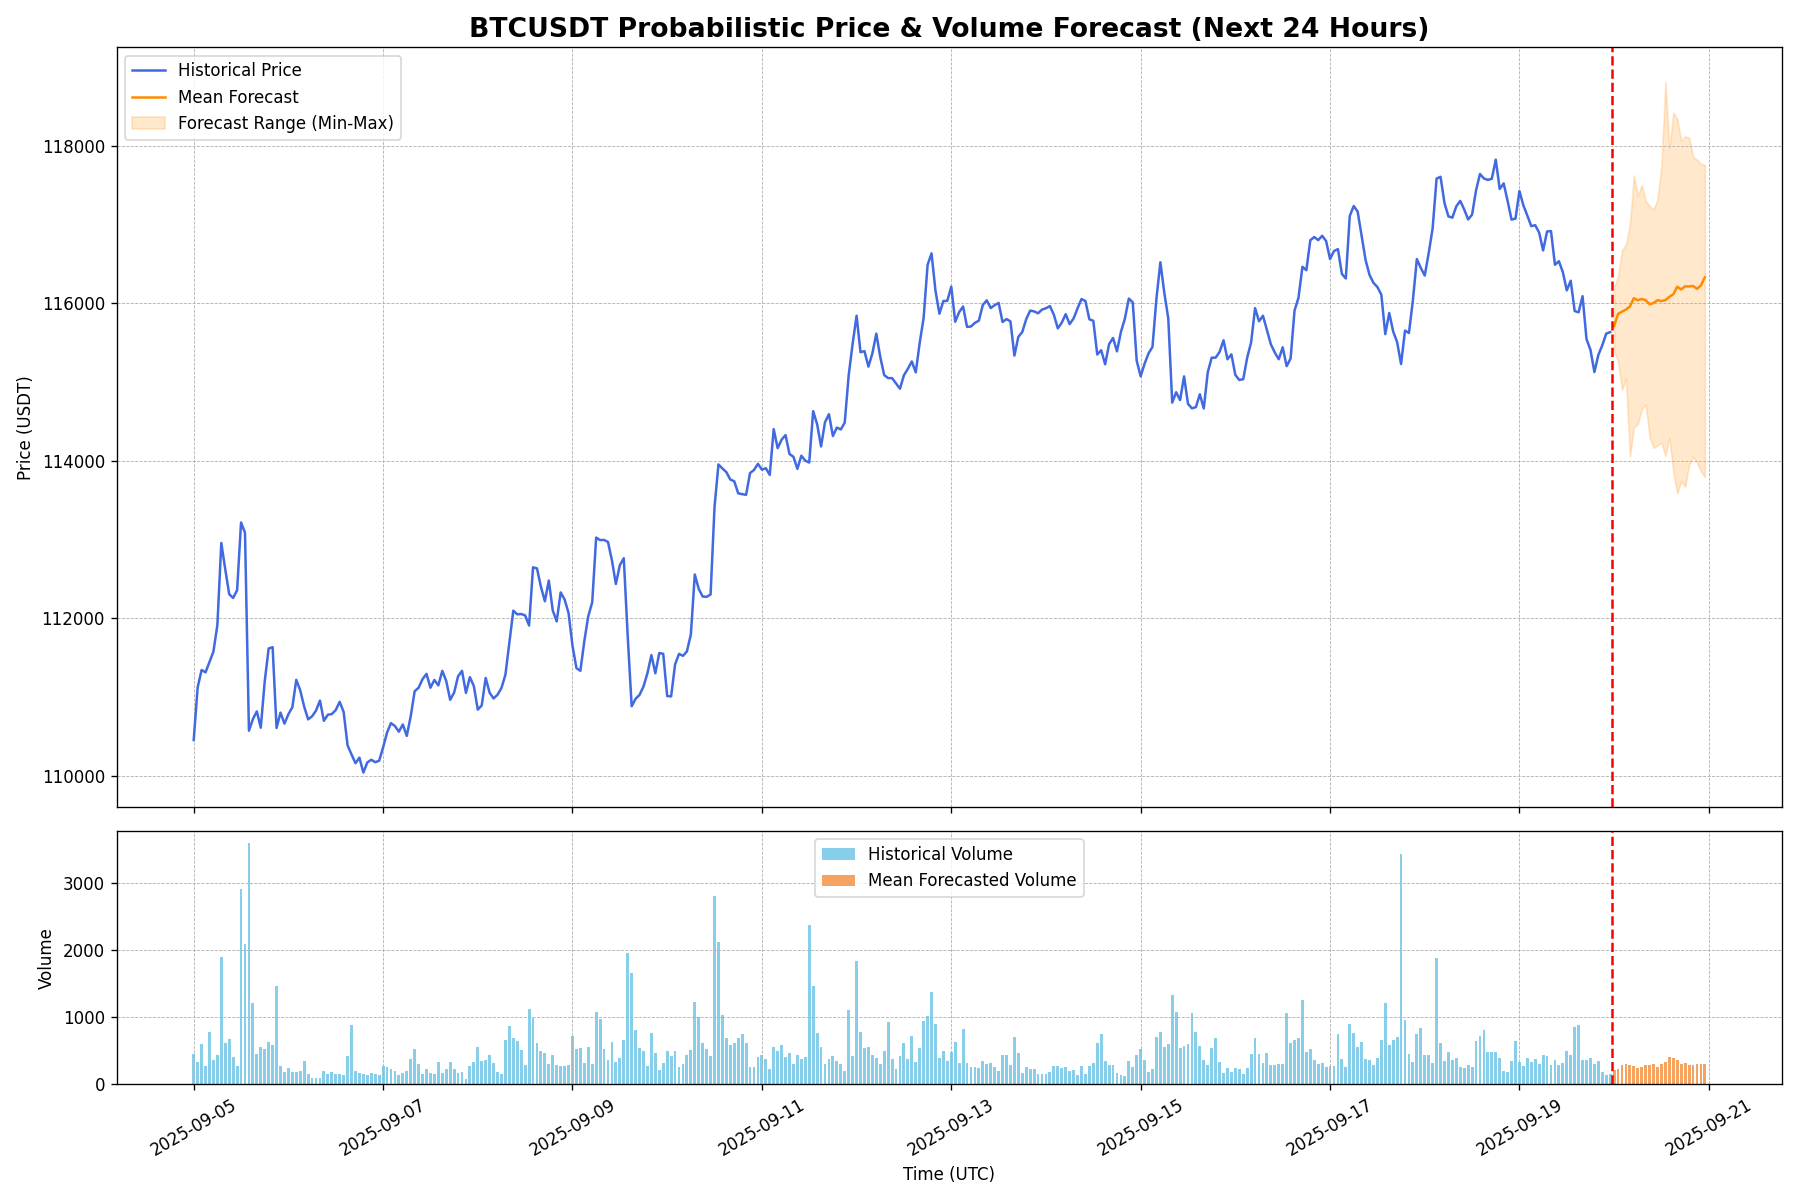 BTCUSDT Probabilistic Price & Volume Forecast (Next 24 Hours)
Historical Price
Mean Forecast
Forecast Range (Min-Max)
118000
116000
114000
112000
110000
Price (USDT)
Historical Volume
Mean Forecasted Volume
3000
2000
1000
0
Volume
2025-09-05
2025-09-07
2025-09-09
2025-09-11
2025-09-13
2025-09-15
2025-09-17
2025-09-19
2025-09-21
Time (UTC)